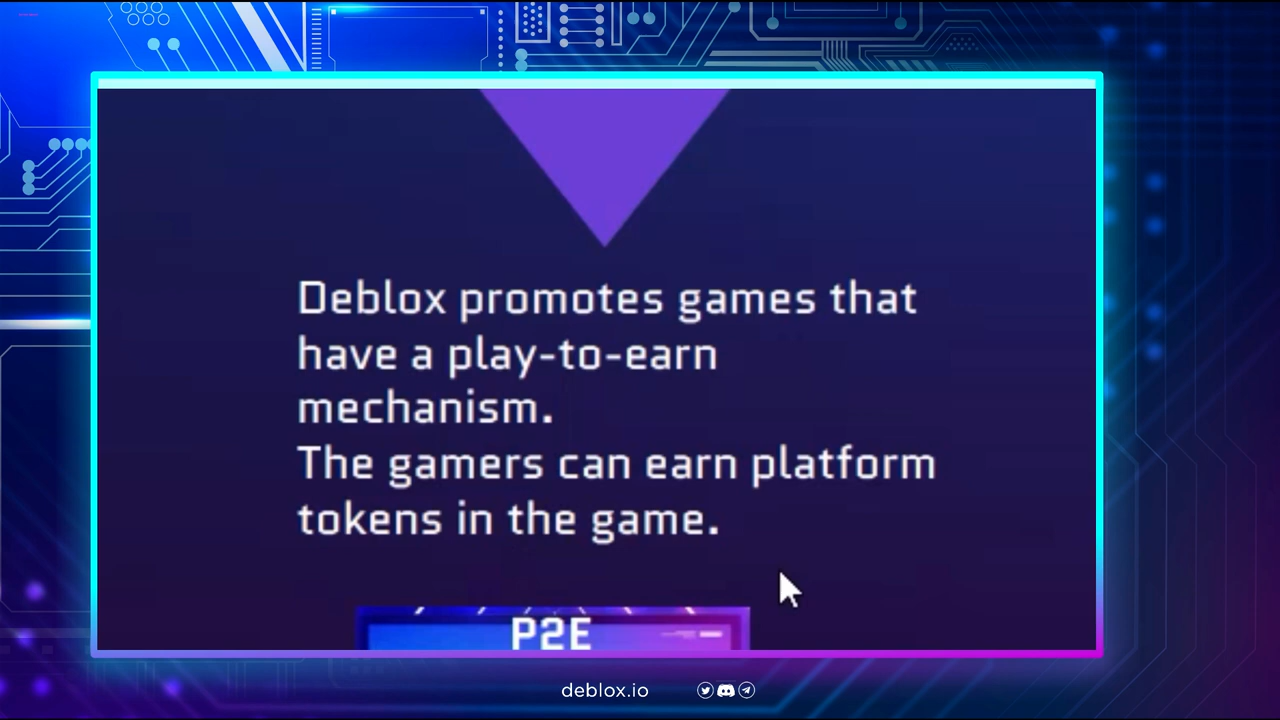 Deblox promotes games that
have a play-to-earn
mechanism.
The gamers can earn platform
tokens in the game.
P2E
deblox.io